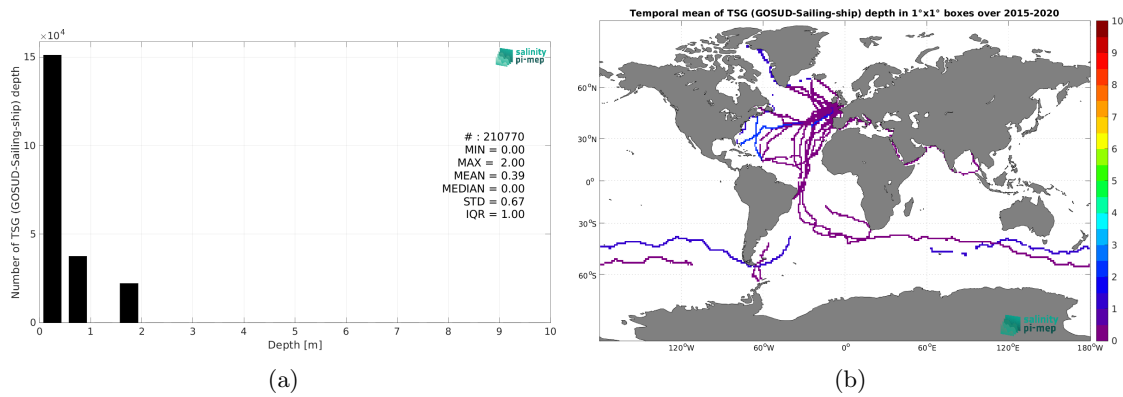 ×10⁴
15
10
5
0
Number of TSG (GOSUD-Sailing-ship) depth
salinity
pi-mep
# : 210770
MIN = 0.00
MAX = 2.00
MEAN = 0.39
MEDIAN = 0.00
STD = 0.67
IQR = 1.00
0 1 2 3 4 5 6 7 8 9 10
Depth [m]
(a)
Temporal mean of TSG (GOSUD-Sailing-ship) depth in 1°x1° boxes over 2015-2020
60°N
30°N
0°
30°S
60°S
120°W 60°W 0° 60°E 120°E 180°W
salinity
pi-mep
10
9
8
7
6
5
4
3
2
1
0
(b)